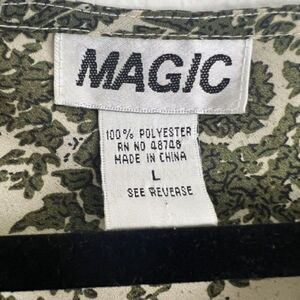 MAGIC
100% POLYESTER
RN NO 48748
MADE IN CHINA
L
SEE REVERSE